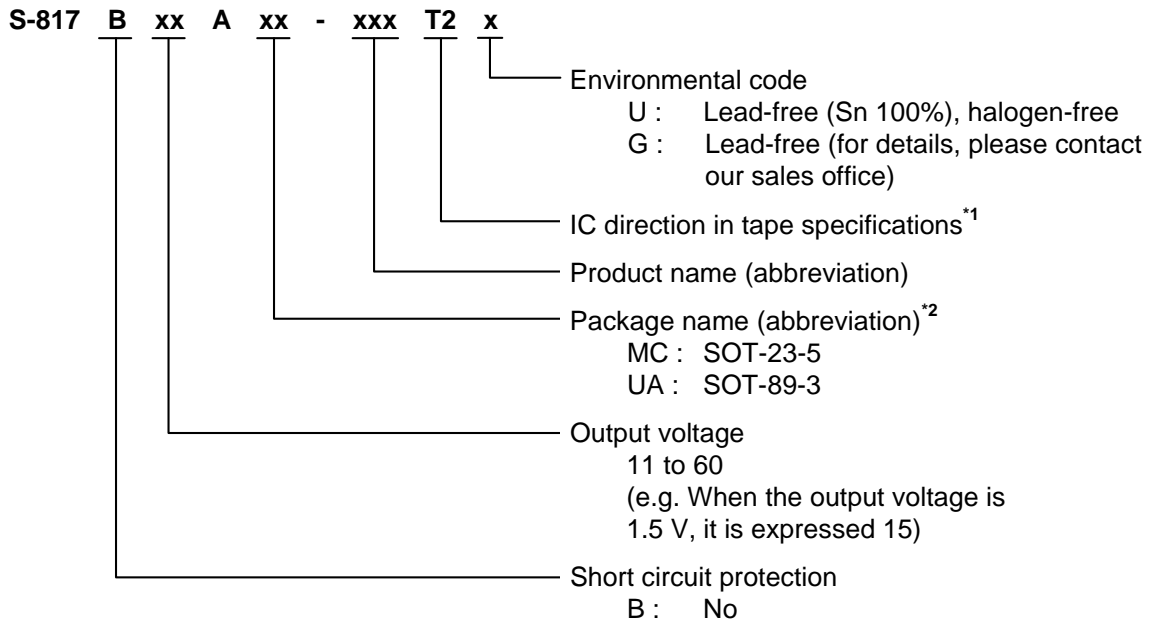 S-817 B xx A xx - xxx T2 x
Environmental code
U : Lead-free (Sn 100%), halogen-free
G : Lead-free (for details, please contact
our sales office)
IC direction in tape specifications*1
Product name (abbreviation)
Package name (abbreviation)*2
MC : SOT-23-5
UA : SOT-89-3
Output voltage
11 to 60
(e.g. When the output voltage is
1.5 V, it is expressed 15)
Short circuit protection
B : No